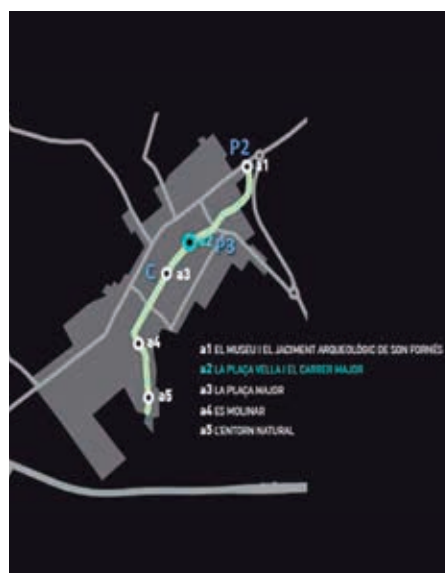 P2
a1
a2
P3
C
a3
a4
a5
a1 EL MUSEU I EL JACIMENT ARQUEOLÒGIC DE SON FORNÉS
a2 LA PLAÇA VELLA I EL CARRER MAJOR
a3 LA PLAÇA MAJOR
a4 ES MOLINAR
a5 L'ENTORN NATURAL